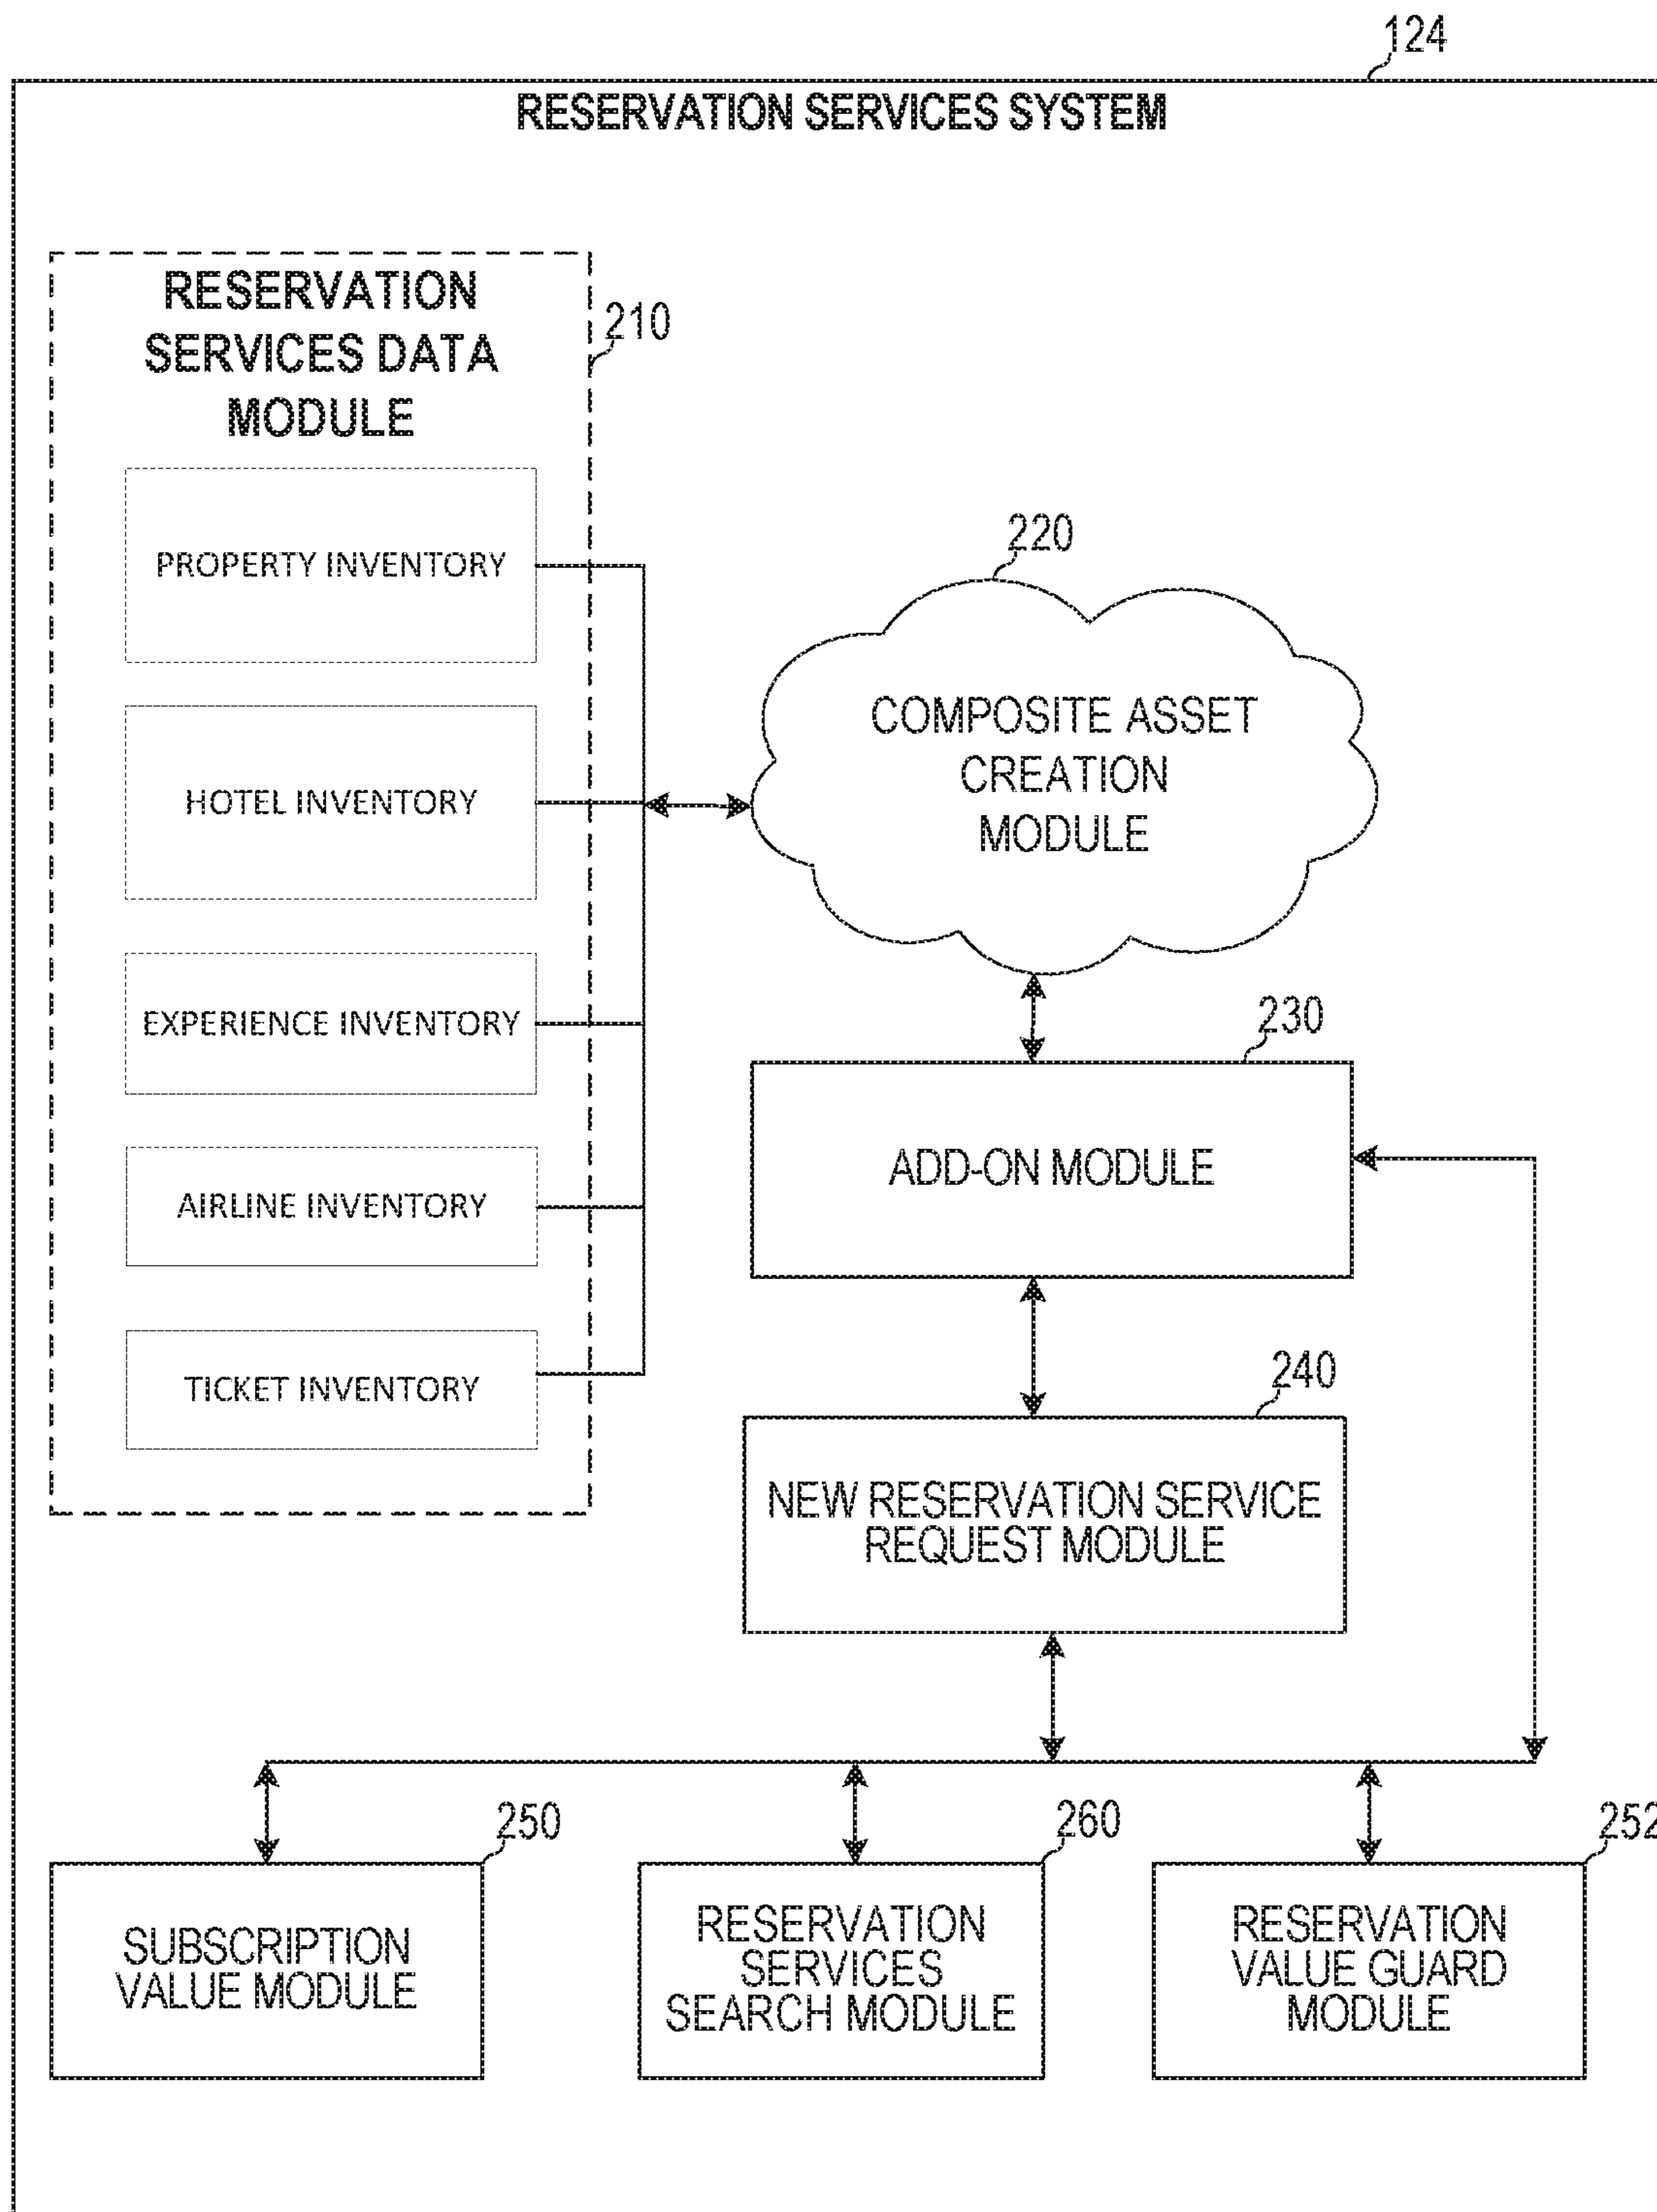 124
RESERVATION SERVICES SYSTEM
RESERVATION
SERVICES DATA
MODULE
210
PROPERTY INVENTORY
HOTEL INVENTORY
EXPERIENCE INVENTORY
AIRLINE INVENTORY
TICKET INVENTORY
220
COMPOSITE ASSET
CREATION
MODULE
230
ADD-ON MODULE
240
NEW RESERVATION SERVICE
REQUEST MODULE
250
SUBSCRIPTION
VALUE MODULE
260
RESERVATION
SERVICES
SEARCH MODULE
252
RESERVATION
VALUE GUARD
MODULE